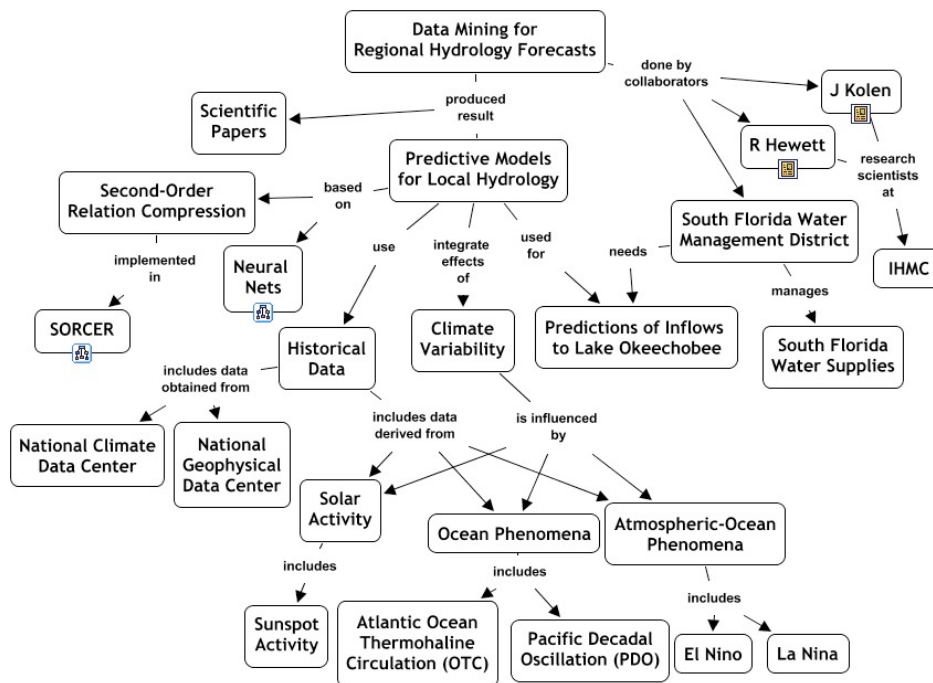 Data Mining for
Regional Hydrology Forecasts
done by
collaborators
J Kolen
produced
result
Scientific
Papers
R Hewett
Predictive Models
for Local Hydrology
research
scientists
at
Second-Order
Relation Compression
based
on
South Florida Water
Management District
use
integrate
effects
of
used
for
needs
implemented
in
Neural
Nets
IHMC
manages
SORCER
Historical
Data
Climate
Variability
Predictions of Inflows
to Lake Okeechobee
South Florida
Water Supplies
includes data
obtained from
includes data
derived from
is influenced
by
National Climate
Data Center
National
Geophysical
Data Center
Solar
Activity
Ocean Phenomena
Atmospheric-Ocean
Phenomena
includes
includes
includes
Sunspot
Activity
Atlantic Ocean
Thermohaline
Circulation (OTC)
Pacific Decadal
Oscillation (PDO)
El Nino
La Nina